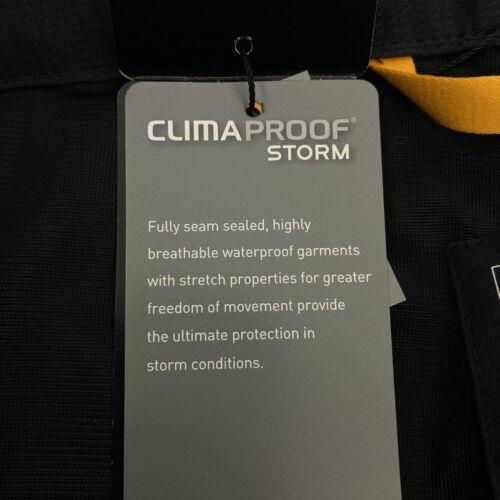 CLIMAPROOF®
STORM
Fully seam sealed, highly
breathable waterproof garments
with stretch properties for greater
freedom of movement provide
the ultimate protection in
storm conditions.